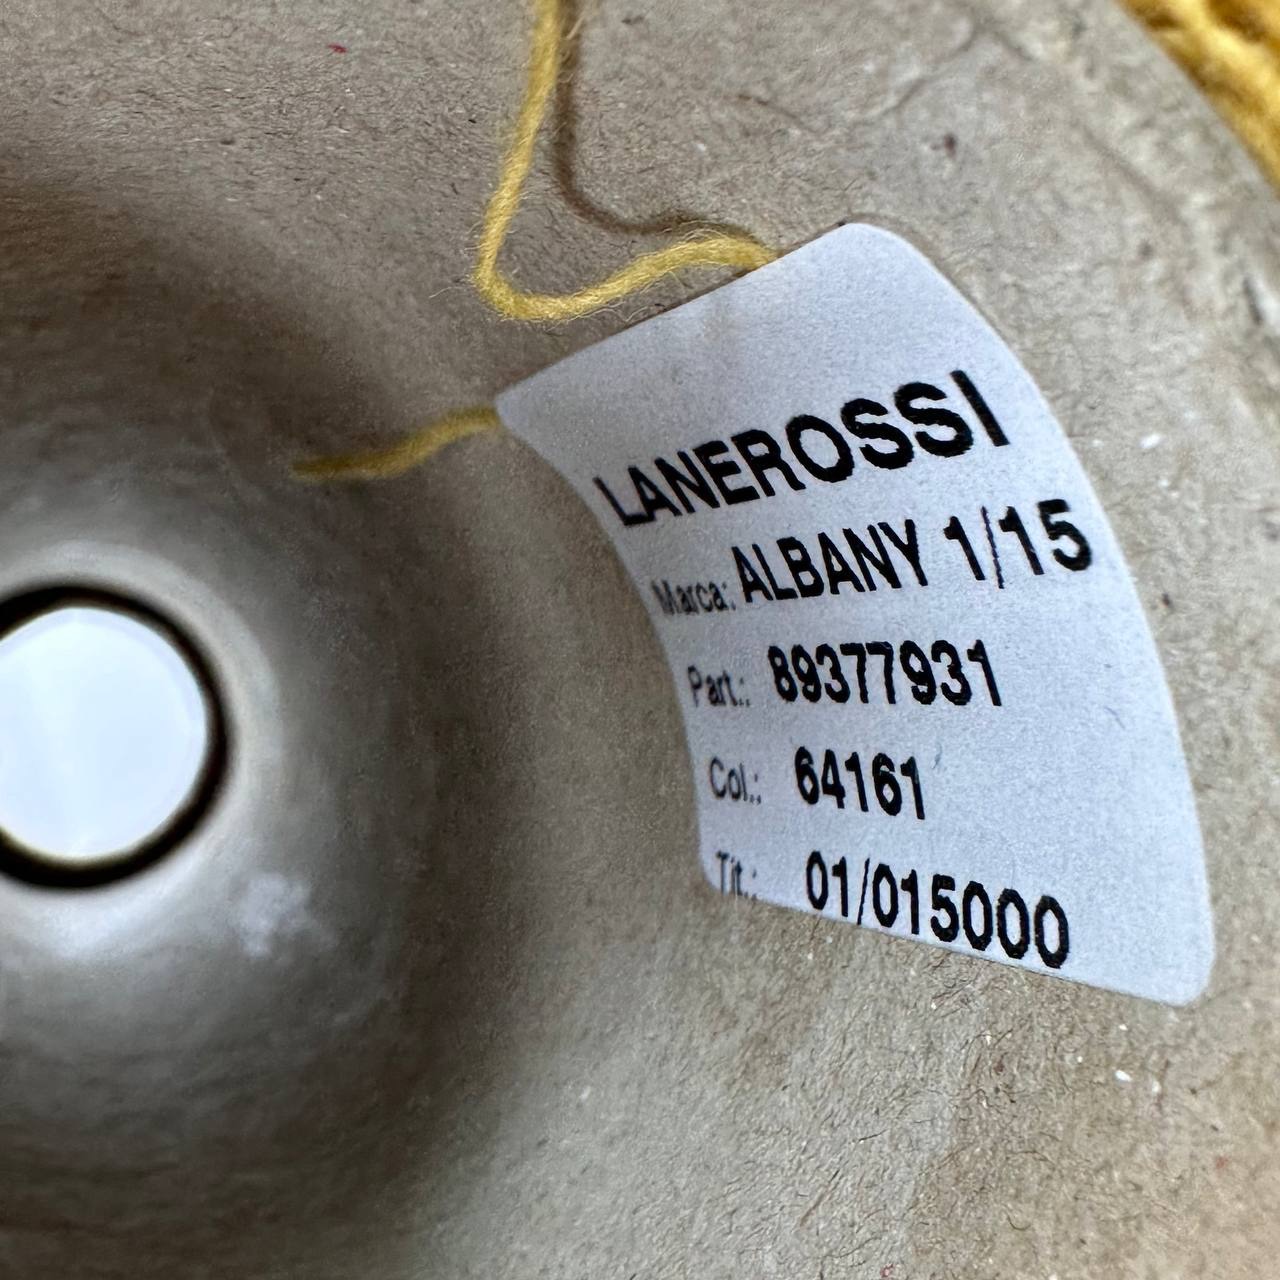 LANEROSSI
Marca: ALBANY 1/15
Part.: 89377931
Col.: 64161
Tit.: 01/015000